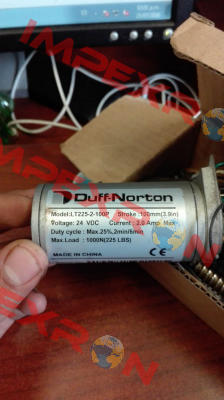 Duff-Norton
Model:LT225-2-100P Stroke :100mm(3.9in)
Voltage: 24 VDC Current : 3.0 Amp Max
Duty cycle : Max.25%,2min/8min
Max.Load : 1000N(225 LBS)
MADE IN CHINA
CE
IMPEXRON
IMPEXRON
IMPEXRON